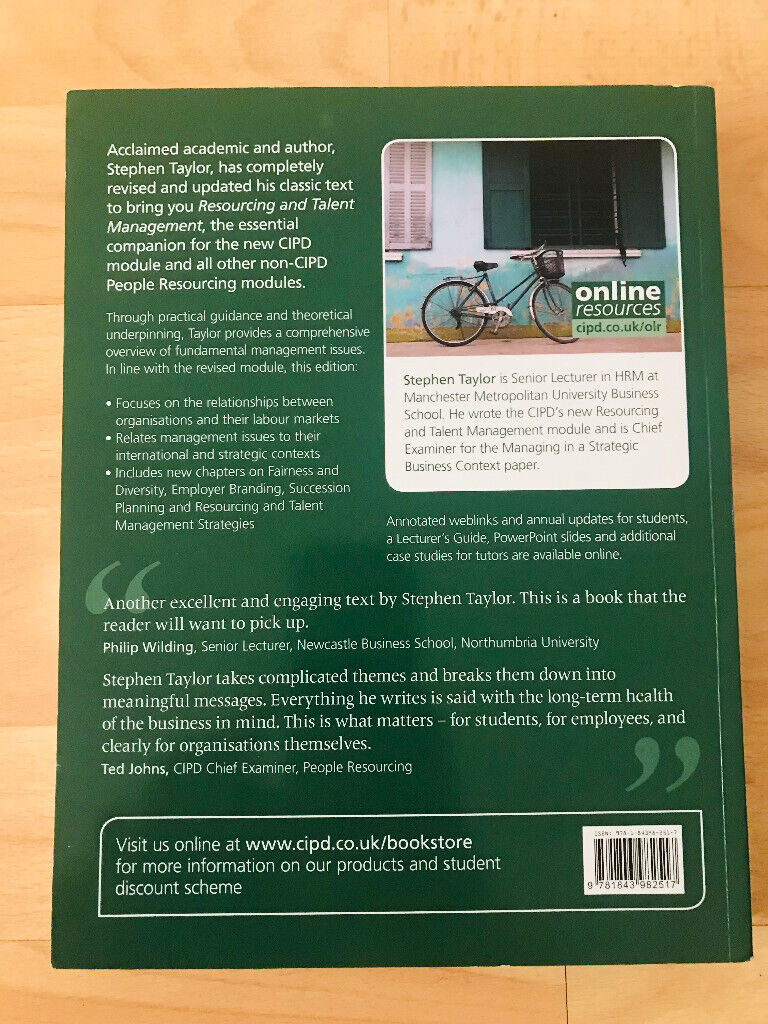 Acclaimed academic and author,
Stephen Taylor, has completely
revised and updated his classic text
to bring you Resourcing and Talent
Management, the essential
companion for the new CIPD
module and all other non-CIPD
People Resourcing modules.
Through practical guidance and theoretical
underpinning, Taylor provides a comprehensive
overview of fundamental management issues.
In line with the revised module, this edition:
• Focuses on the relationships between
organisations and their labour markets
• Relates management issues to their
international and strategic contexts
• Includes new chapters on Fairness and
Diversity, Employer Branding, Succession
Planning and Resourcing and Talent
Management Strategies
online
resources
cipd.co.uk/olr
Stephen Taylor is Senior Lecturer in HRM at
Manchester Metropolitan University Business
School. He wrote the CIPD's new Resourcing
and Talent Management module and is Chief
Examiner for the Managing in a Strategic
Business Context paper.
Annotated weblinks and annual updates for students,
a Lecturer's Guide, PowerPoint slides and additional
case studies for tutors are available online.
“Another excellent and engaging text by Stephen Taylor. This is a book that the
reader will want to pick up.
Philip Wilding, Senior Lecturer, Newcastle Business School, Northumbria University
Stephen Taylor takes complicated themes and breaks them down into
meaningful messages. Everything he writes is said with the long-term health
of the business in mind. This is what matters – for students, for employees, and
clearly for organisations themselves.”
Ted Johns, CIPD Chief Examiner, People Resourcing
Visit us online at www.cipd.co.uk/bookstore
for more information on our products and student
discount scheme
ISBN: 978-1-84398-251-7
9 781843 982517